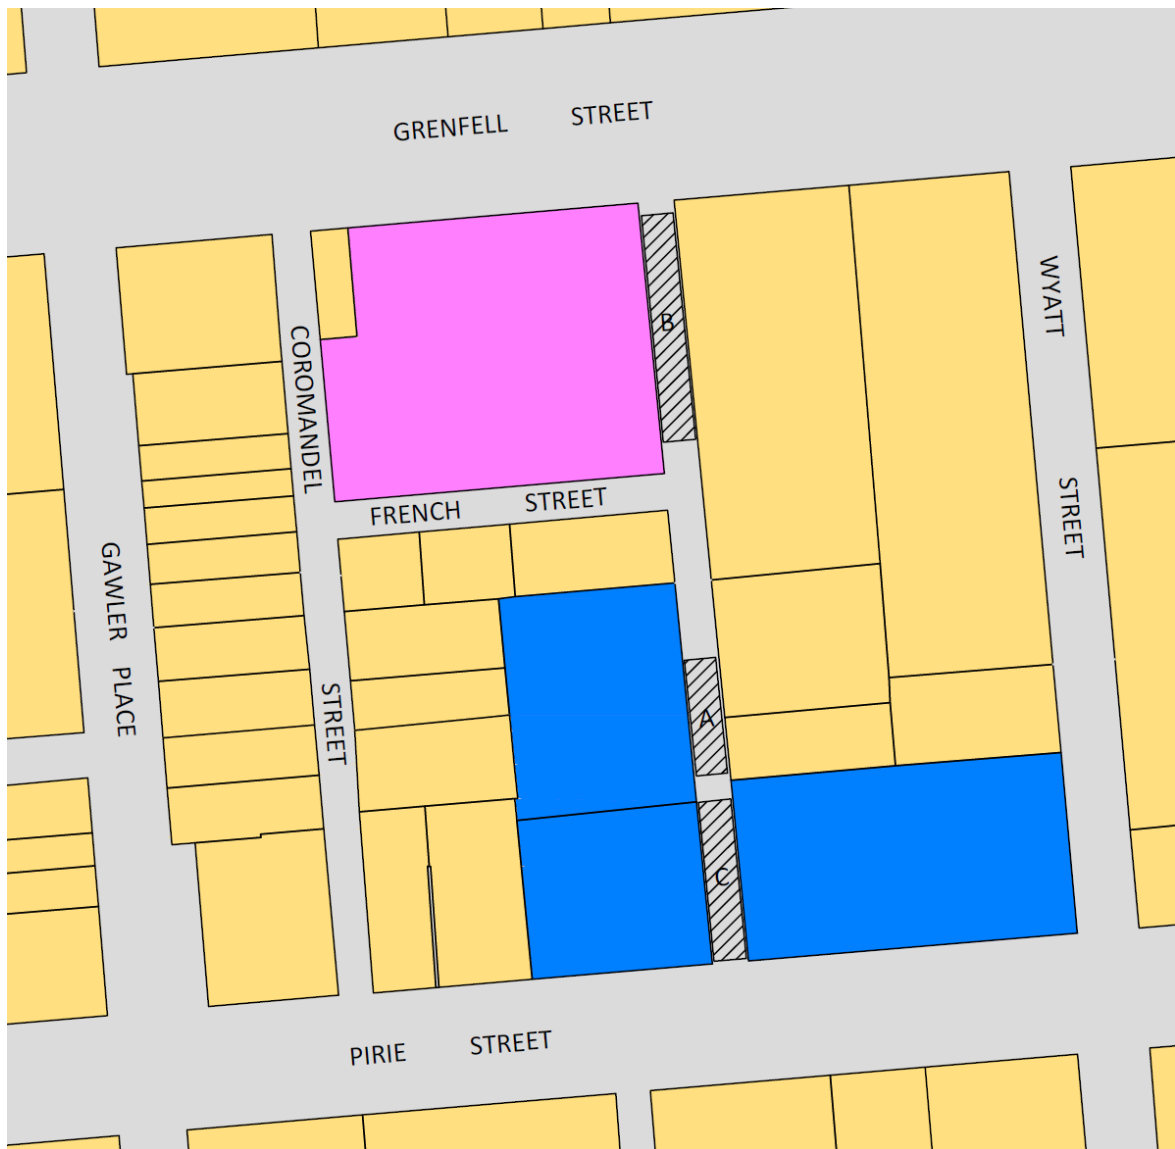 GRENFELL STREET
B
WYATT STREET
COROMANDEL STREET
FRENCH STREET
GAWLER PLACE
A
C
PIRIE STREET